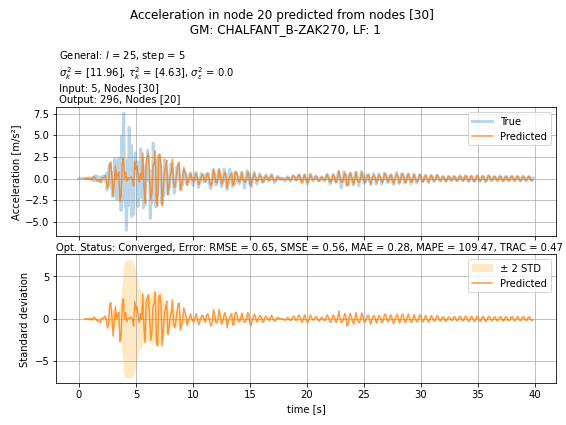 Acceleration in node 20 predicted from nodes [30]
GM: CHALFANT_B-ZAK270, LF: 1
General: l = 25, step = 5
σ²ₖ = [11.96], τ²ₖ = [4.63], σ²ε = 0.0
Input: 5, Nodes [30]
Output: 296, Nodes [20]
Acceleration [m/s²]
7.5
5.0
2.5
0.0
−2.5
−5.0
True
Predicted
Opt. Status: Converged, Error: RMSE = 0.65, SMSE = 0.56, MAE = 0.28, MAPE = 109.47, TRAC = 0.47
Standard deviation
5
0
−5
± 2 STD
Predicted
0 5 10 15 20 25 30 35 40
time [s]